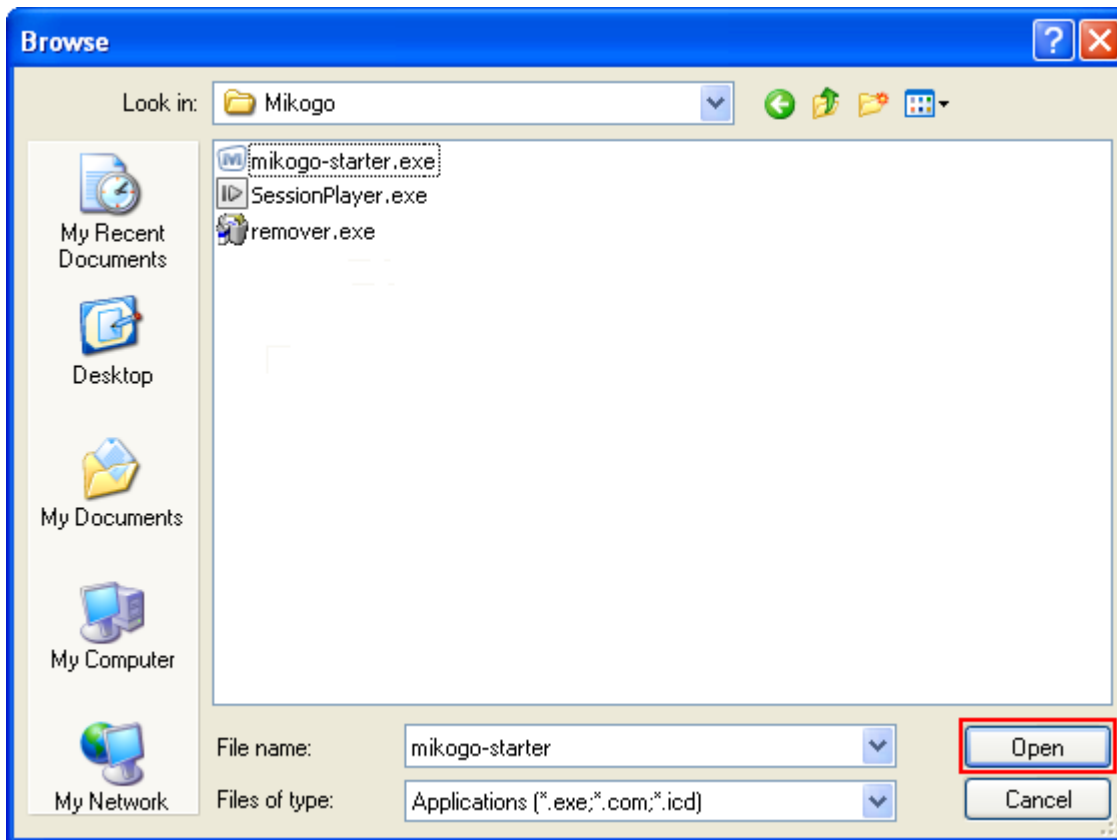 Browse
Look in: Mikogo
mikogo-starter.exe
SessionPlayer.exe
remover.exe
My Recent
Documents
Desktop
My Documents
My Computer
My Network
File name: mikogo-starter Open
Files of type: Applications (*.exe;*.com;*.icd) Cancel